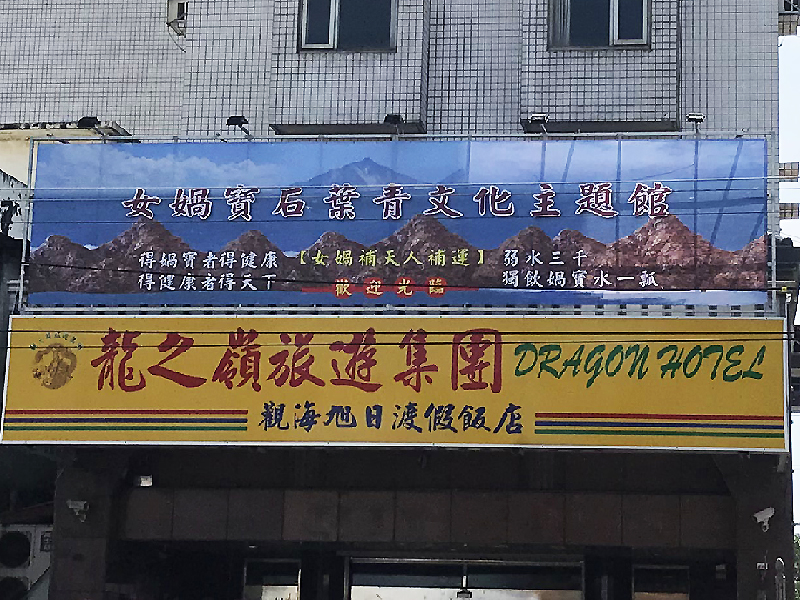 女媧寶石葉青文化主題館
得媧寶者得健康 【女媧補天人補運】 弱水三千
得健康者得天下 歡迎光臨 獨飲媧寶水一瓢
龍之嶺旅遊集團 DRAGON HOTEL
觀海旭日渡假飯店